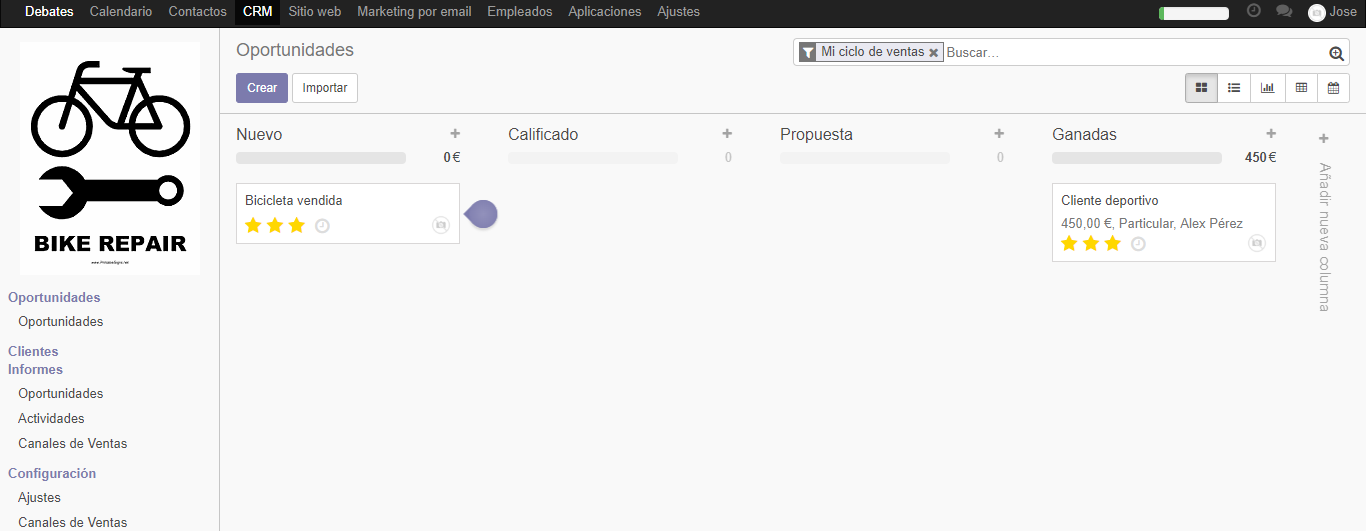 Debates Calendario Contactos CRM Sitio web Marketing por email Empleados Aplicaciones Ajustes Jose
Oportunidades
Mi ciclo de ventas Buscar...
Crear Importar
BIKE REPAIR
Oportunidades
Oportunidades
Clientes
Informes
Oportunidades
Actividades
Canales de Ventas
Configuración
Ajustes
Canales de Ventas
Nuevo
0 €
Bicicleta vendida
Calificado
0
Propuesta
0
Ganadas
450 €
Cliente deportivo
450,00 €, Particular, Alex Pérez
Añadir nueva columna